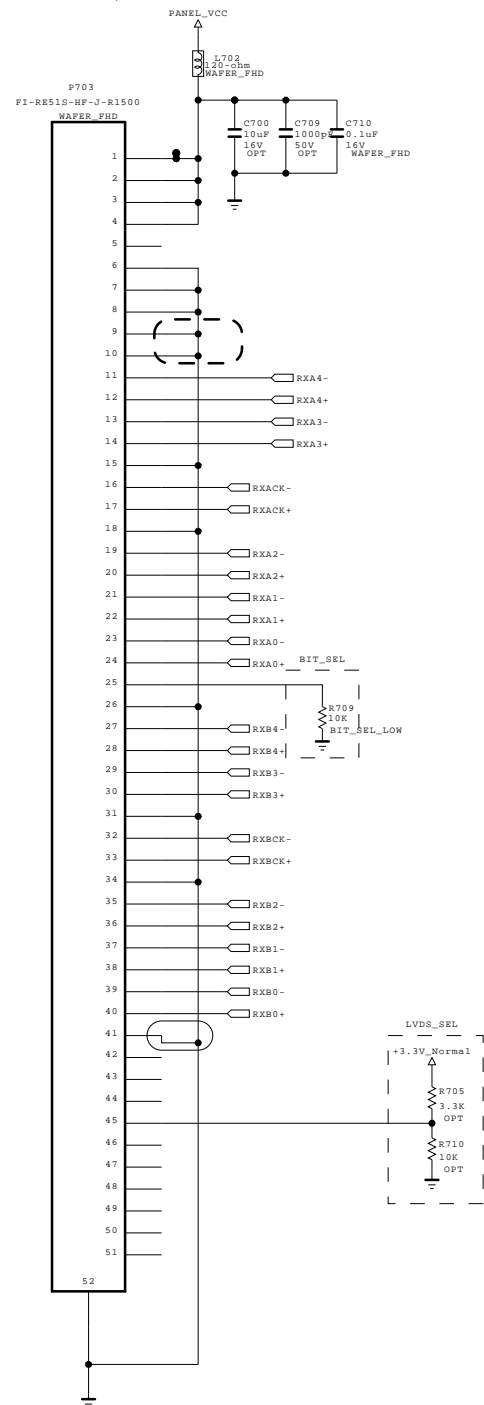 PANEL_VCC
L702
120-ohm
WAFER_FHD
P703
FI-RE51S-HF-J-R1500
WAFER_FHD
C700
10uF
16V
OPT
C709
1000pF
50V
OPT
C710
0.1uF
16V
WAFER_FHD
1
2
3
4
5
6
7
8
9
10
11 RXA4-
12 RXA4+
13 RXA3-
14 RXA3+
15
16 RXACK-
17 RXACK+
18
19 RXA2-
20 RXA2+
21 RXA1-
22 RXA1+
23 RXA0-
24 RXA0+
BIT_SEL
25
R709
10K
BIT_SEL_LOW
26
27 RXB4-
28 RXB4+
29 RXB3-
30 RXB3+
31
32 RXBCK-
33 RXBCK+
34
35 RXB2-
36 RXB2+
37 RXB1-
38 RXB1+
39 RXB0-
40 RXB0+
41
42
43
44
45
46
47
48
49
50
51
52
LVDS_SEL
+3.3V_Normal
R705
3.3K
OPT
R710
10K
OPT